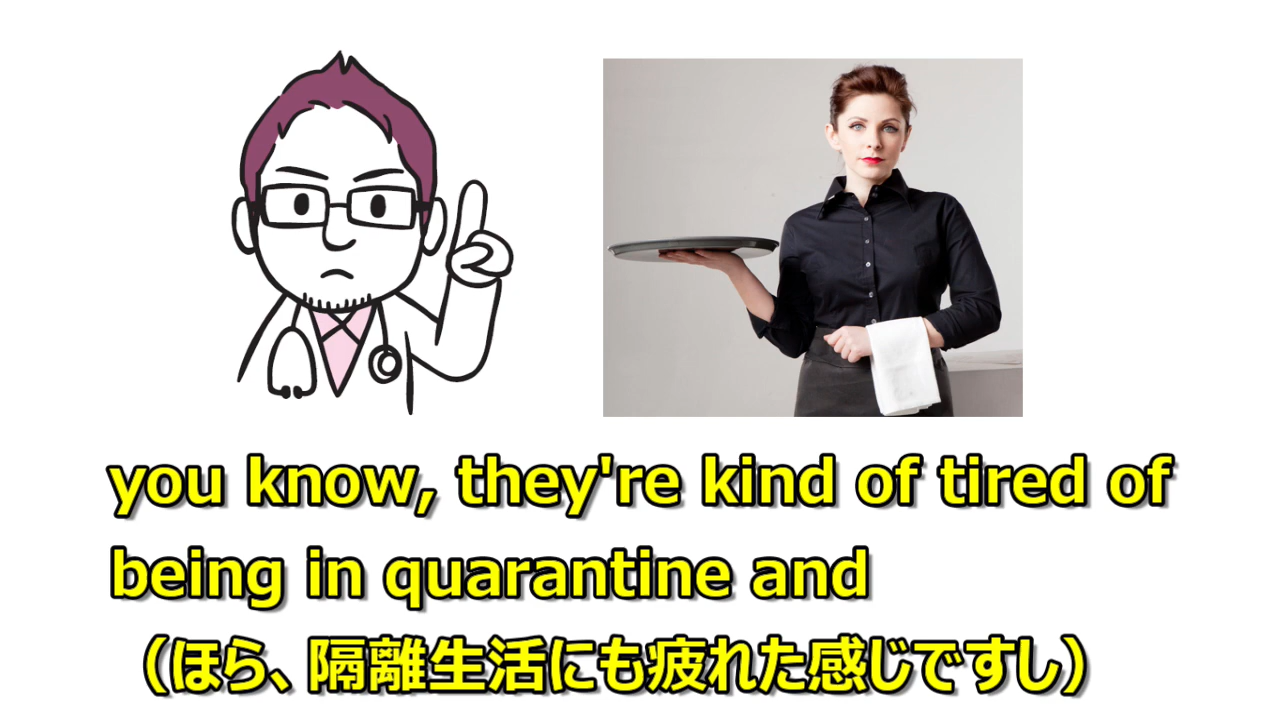 you know, they're kind of tired of
being in quarantine and
（ほら、隔離生活にも疲れた感じですし）